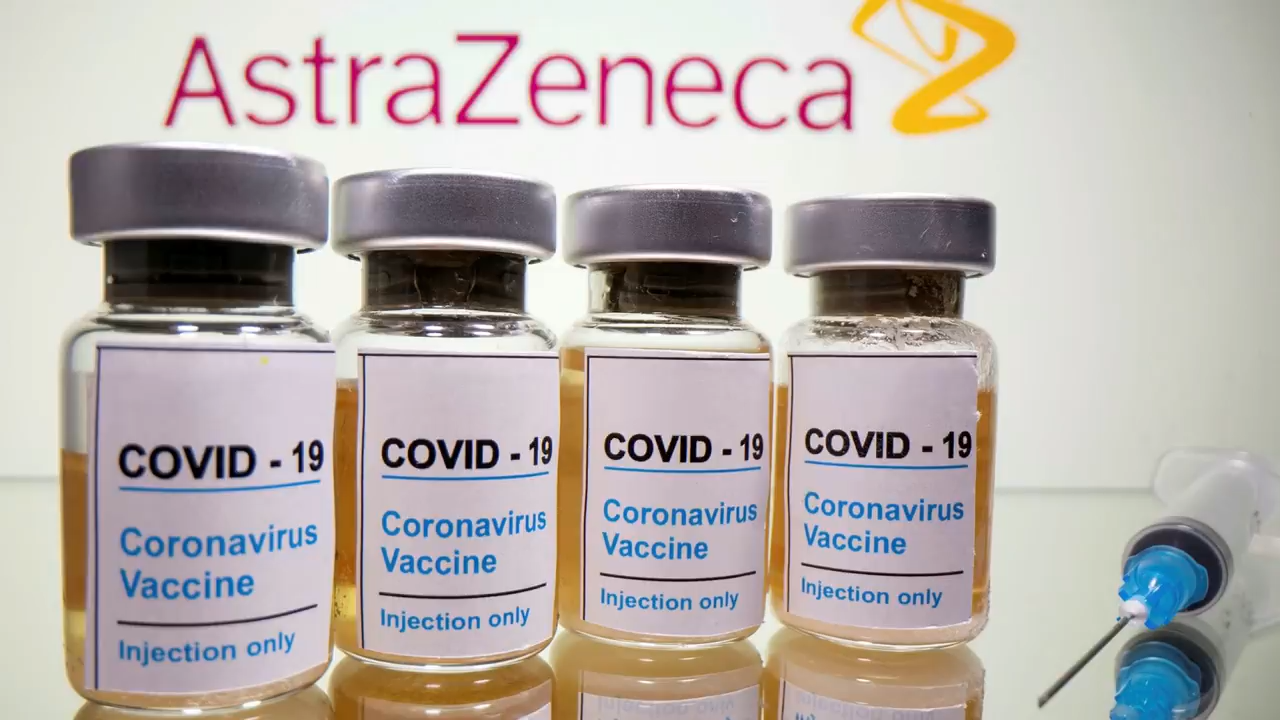 AstraZeneca
COVID - 19
Coronavirus
Vaccine
Injection only
COVID - 19
Coronavirus
Vaccine
Injection only
COVID - 19
Coronavirus
Vaccine
Injection only
COVID - 19
Coronavirus
Vaccine
Injection only